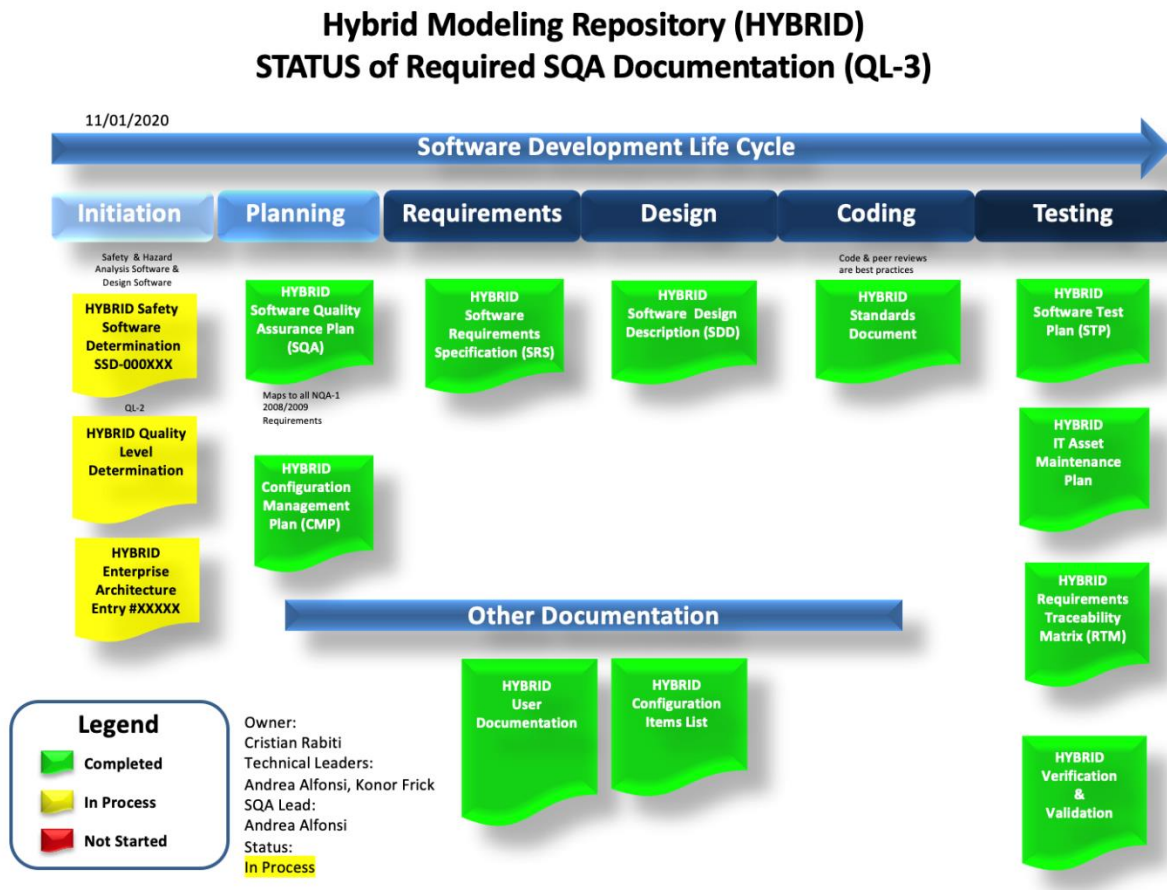 Hybrid Modeling Repository (HYBRID)
STATUS of Required SQA Documentation (QL-3)
11/01/2020
Software Development Life Cycle
Initiation
Planning
Requirements
Design
Coding
Testing
Safety & Hazard
Analysis Software &
Design Software
HYBRID Safety
Software
Determination
SSD-000XXX
QL-2
HYBRID Quality
Level
Determination
HYBRID
Enterprise
Architecture
Entry #XXXXX
HYBRID
Software Quality
Assurance Plan
(SQA)
Maps to all NQA-1
2008/2009
Requirements
HYBRID
Configuration
Management
Plan (CMP)
HYBRID
Software
Requirements
Specification (SRS)
HYBRID
Software Design
Description (SDD)
Code & peer reviews
are best practices
HYBRID
Standards
Document
HYBRID
Software Test
Plan (STP)
HYBRID
IT Asset
Maintenance
Plan
HYBRID
Requirements
Traceability
Matrix (RTM)
HYBRID
Verification
&
Validation
Other Documentation
HYBRID
User
Documentation
HYBRID
Configuration
Items List
Legend
Completed
In Process
Not Started
Owner:
Cristian Rabiti
Technical Leaders:
Andrea Alfonsi, Konor Frick
SQA Lead:
Andrea Alfonsi
Status:
In Process